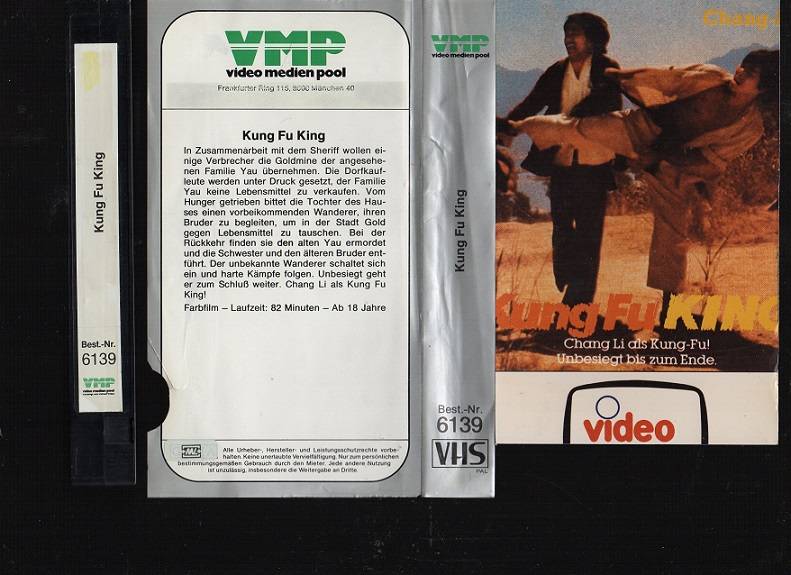 Kung Fu King
Best.-Nr.
6139
VMP
video medien pool
VMP
video medien pool
Frankfurter Ring 115, 8000 München 40
Kung Fu King
In Zusammenarbeit mit dem Sheriff wollen ei-
nige Verbrecher die Goldmine der angesehe-
nen Familie Yau übernehmen. Die Dorfkauf-
leute werden unter Druck gesetzt, der Familie
Yau keine Lebensmittel zu verkaufen. Vom
Hunger getrieben bittet die Tochter des Hau-
ses einen vorbeikommenden Wanderer, ihren
Bruder zu begleiten, um in der Stadt Gold
gegen Lebensmittel zu tauschen. Bei der
Rückkehr finden sie den alten Yau ermordet
und die Schwester und den älteren Bruder ent-
führt. Der unbekannte Wanderer schaltet sich
ein und harte Kämpfe folgen. Unbesiegt geht
er zum Schluß weiter. Chang Li als Kung Fu
King!
Farbfilm – Laufzeit: 82 Minuten – Ab 18 Jahre
Alle Urheber-, Hersteller- und Leistungsschutzrechte vorbe-
halten. Keine unerlaubte Vervielfältigung. Nur zum persönlichen
bestimmungsgemäßen Gebrauch durch den Mieter. Jede andere Nutzung
ist unzulässig, insbesondere die Weitergabe an Dritte.
VMP
video medien pool
Kung Fu King
Best.-Nr.
6139
VHS
PAL
Chang-
Kung Fu KING
Chang Li als Kung-Fu!
Unbesiegt bis zum Ende.
video